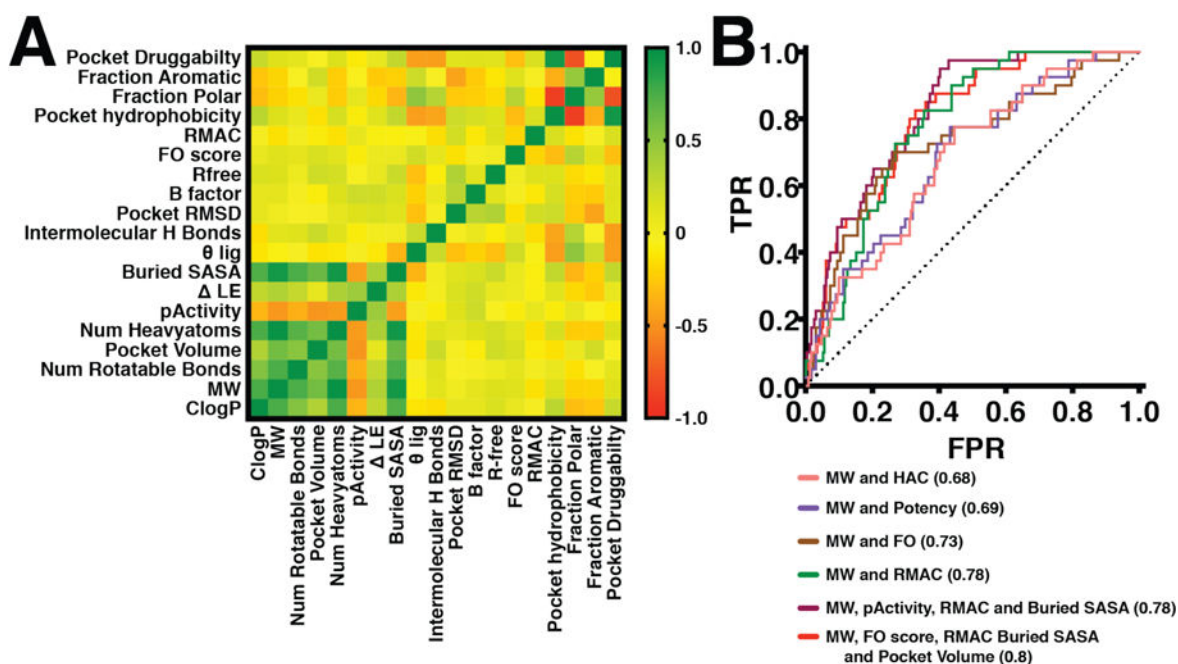 A
Pocket Druggabilty
Fraction Aromatic
Fraction Polar
Pocket hydrophobicity
RMAC
FO score
Rfree
B factor
Pocket RMSD
Intermolecular H Bonds
θ lig
Buried SASA
Δ LE
pActivity
Num Heavyatoms
Pocket Volume
Num Rotatable Bonds
MW
ClogP
ClogP
MW
Num Rotatable Bonds
Pocket Volume
Num Heavyatoms
pActivity
Δ LE
Buried SASA
θ lig
Intermolecular H Bonds
Pocket RMSD
B factor
R-free
FO score
RMAC
Pocket hydrophobicity
Fraction Polar
Fraction Aromatic
Pocket Druggabilty
1.0
0.5
0
-0.5
-1.0
B
TPR
1.0
0.8
0.6
0.4
0.2
0.0
0.0 0.2 0.4 0.6 0.8 1.0
FPR
MW and HAC (0.68)
MW and Potency (0.69)
MW and FO (0.73)
MW and RMAC (0.78)
MW, pActivity, RMAC and Buried SASA (0.78)
MW, FO score, RMAC Buried SASA
and Pocket Volume (0.8)